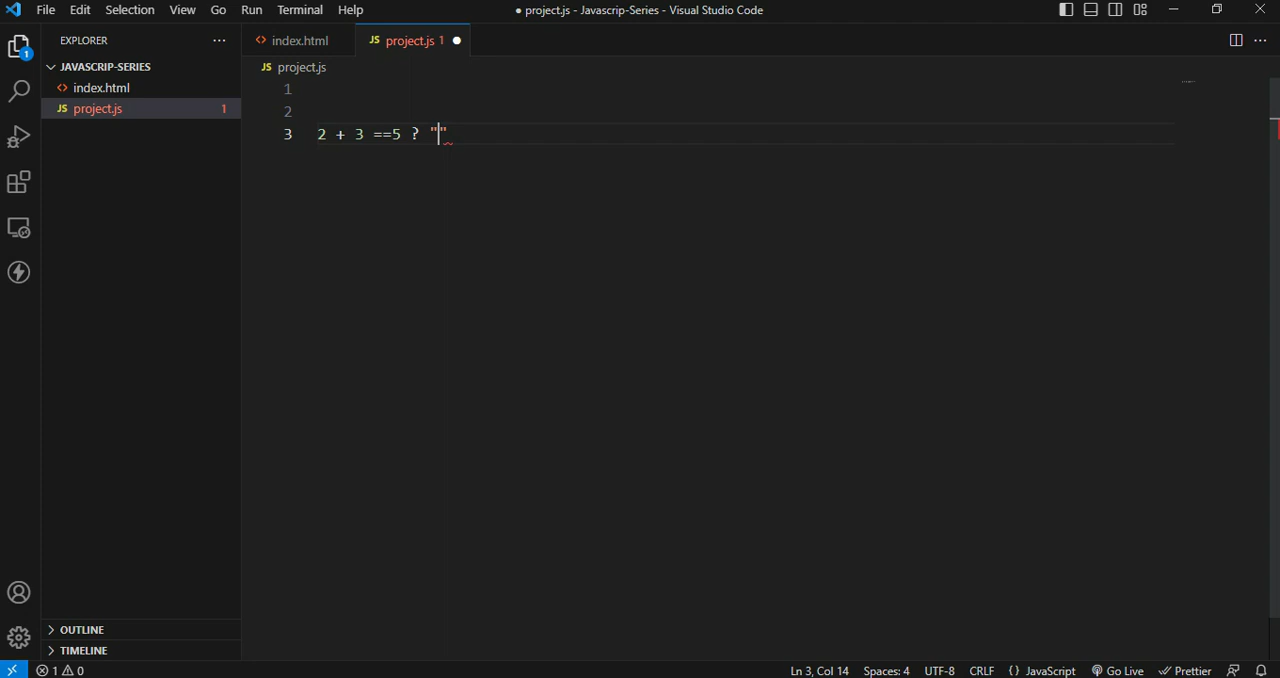 File Edit Selection View Go Run Terminal Help ● project.js - Javascrip-Series - Visual Studio Code
EXPLORER ···
1
JAVASCRIP-SERIES
<> index.html
JS project.js 1
<> index.html JS project.js 1 ●
JS project.js
1
2
3 2 + 3 ==5 ? ""
OUTLINE
TIMELINE
1 0 Ln 3, Col 14 Spaces: 4 UTF-8 CRLF {} JavaScript Go Live Prettier